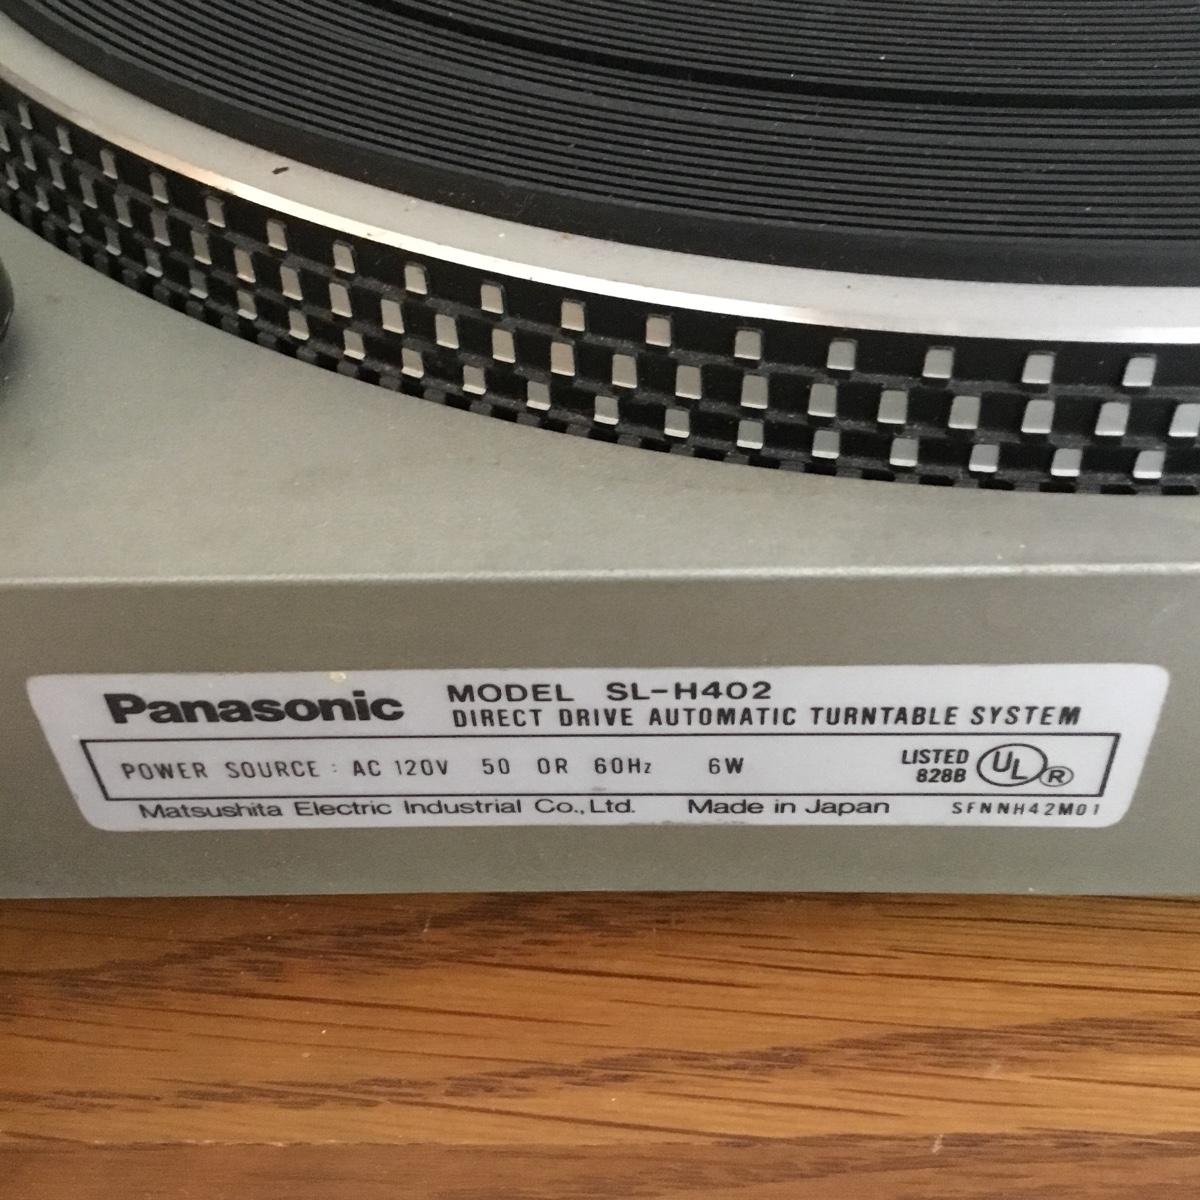 Panasonic MODEL SL-H402
DIRECT DRIVE AUTOMATIC TURNTABLE SYSTEM
POWER SOURCE : AC 120V 50 OR 60Hz 6W
LISTED
828B
UL ®
Matsushita Electric Industrial Co., Ltd. Made in Japan SFNNH42M01